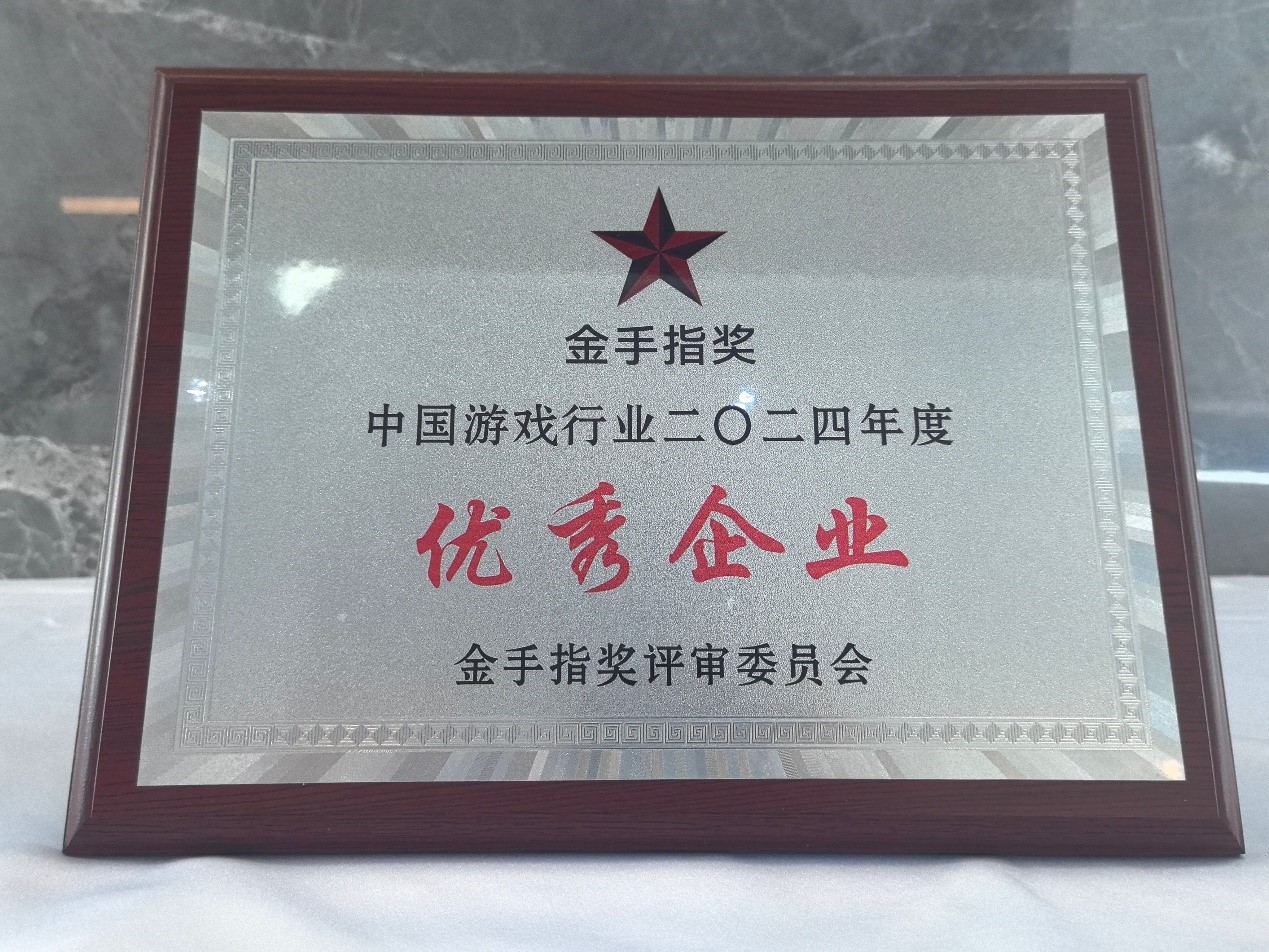 金手指奖
中国游戏行业二〇二四年度
优秀企业
金手指奖评审委员会